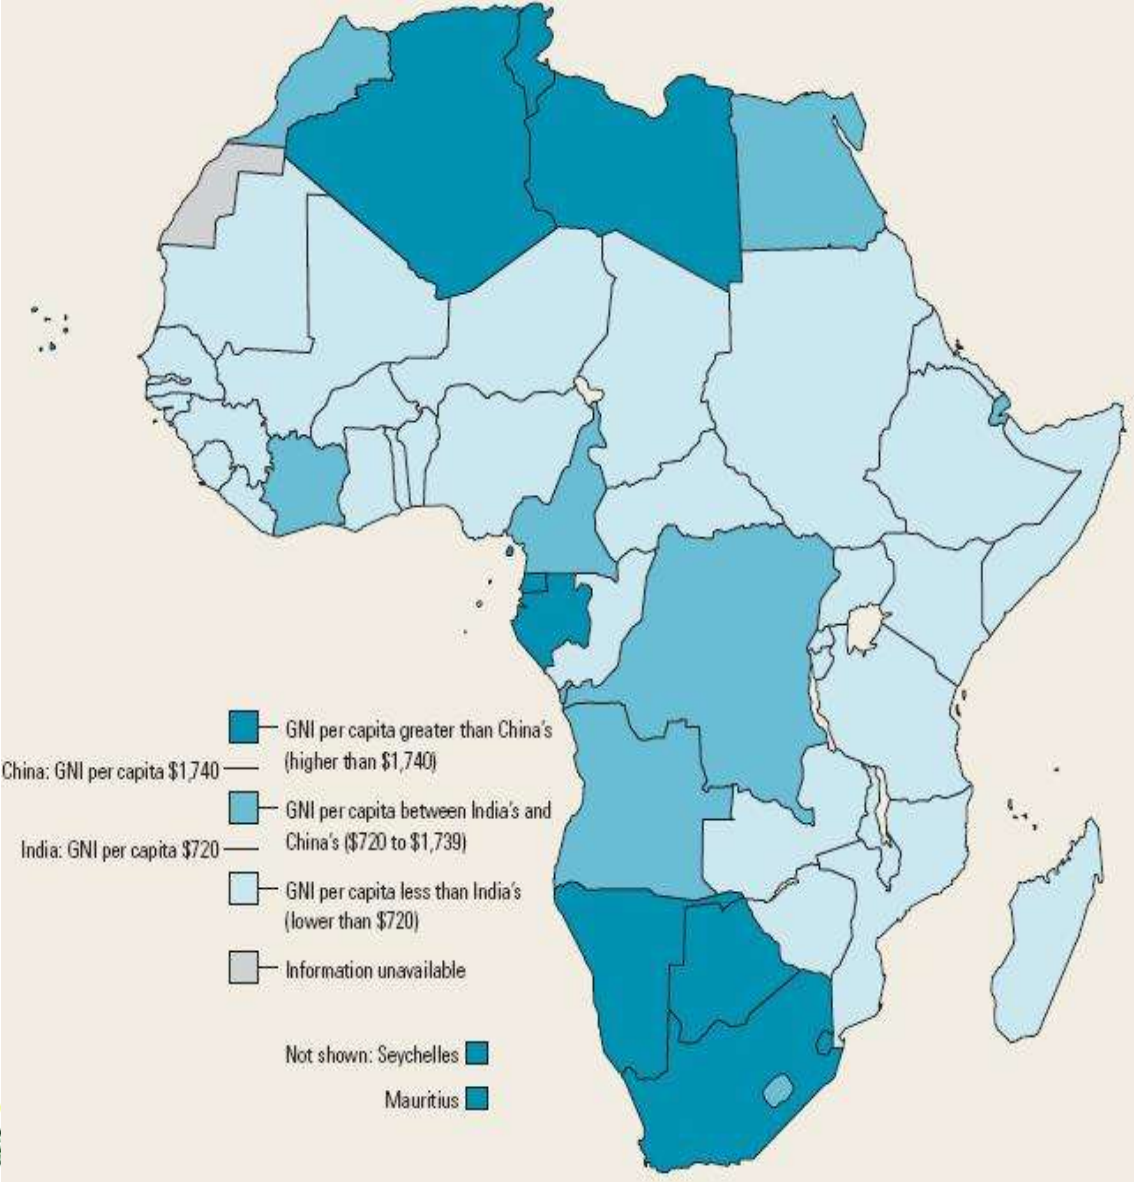 GNI per capita greater than China's
(higher than $1,740)
China: GNI per capita $1,740
GNI per capita between India's and
China's ($720 to $1,739)
India: GNI per capita $720
GNI per capita less than India's
(lower than $720)
Information unavailable
Not shown: Seychelles
Mauritius